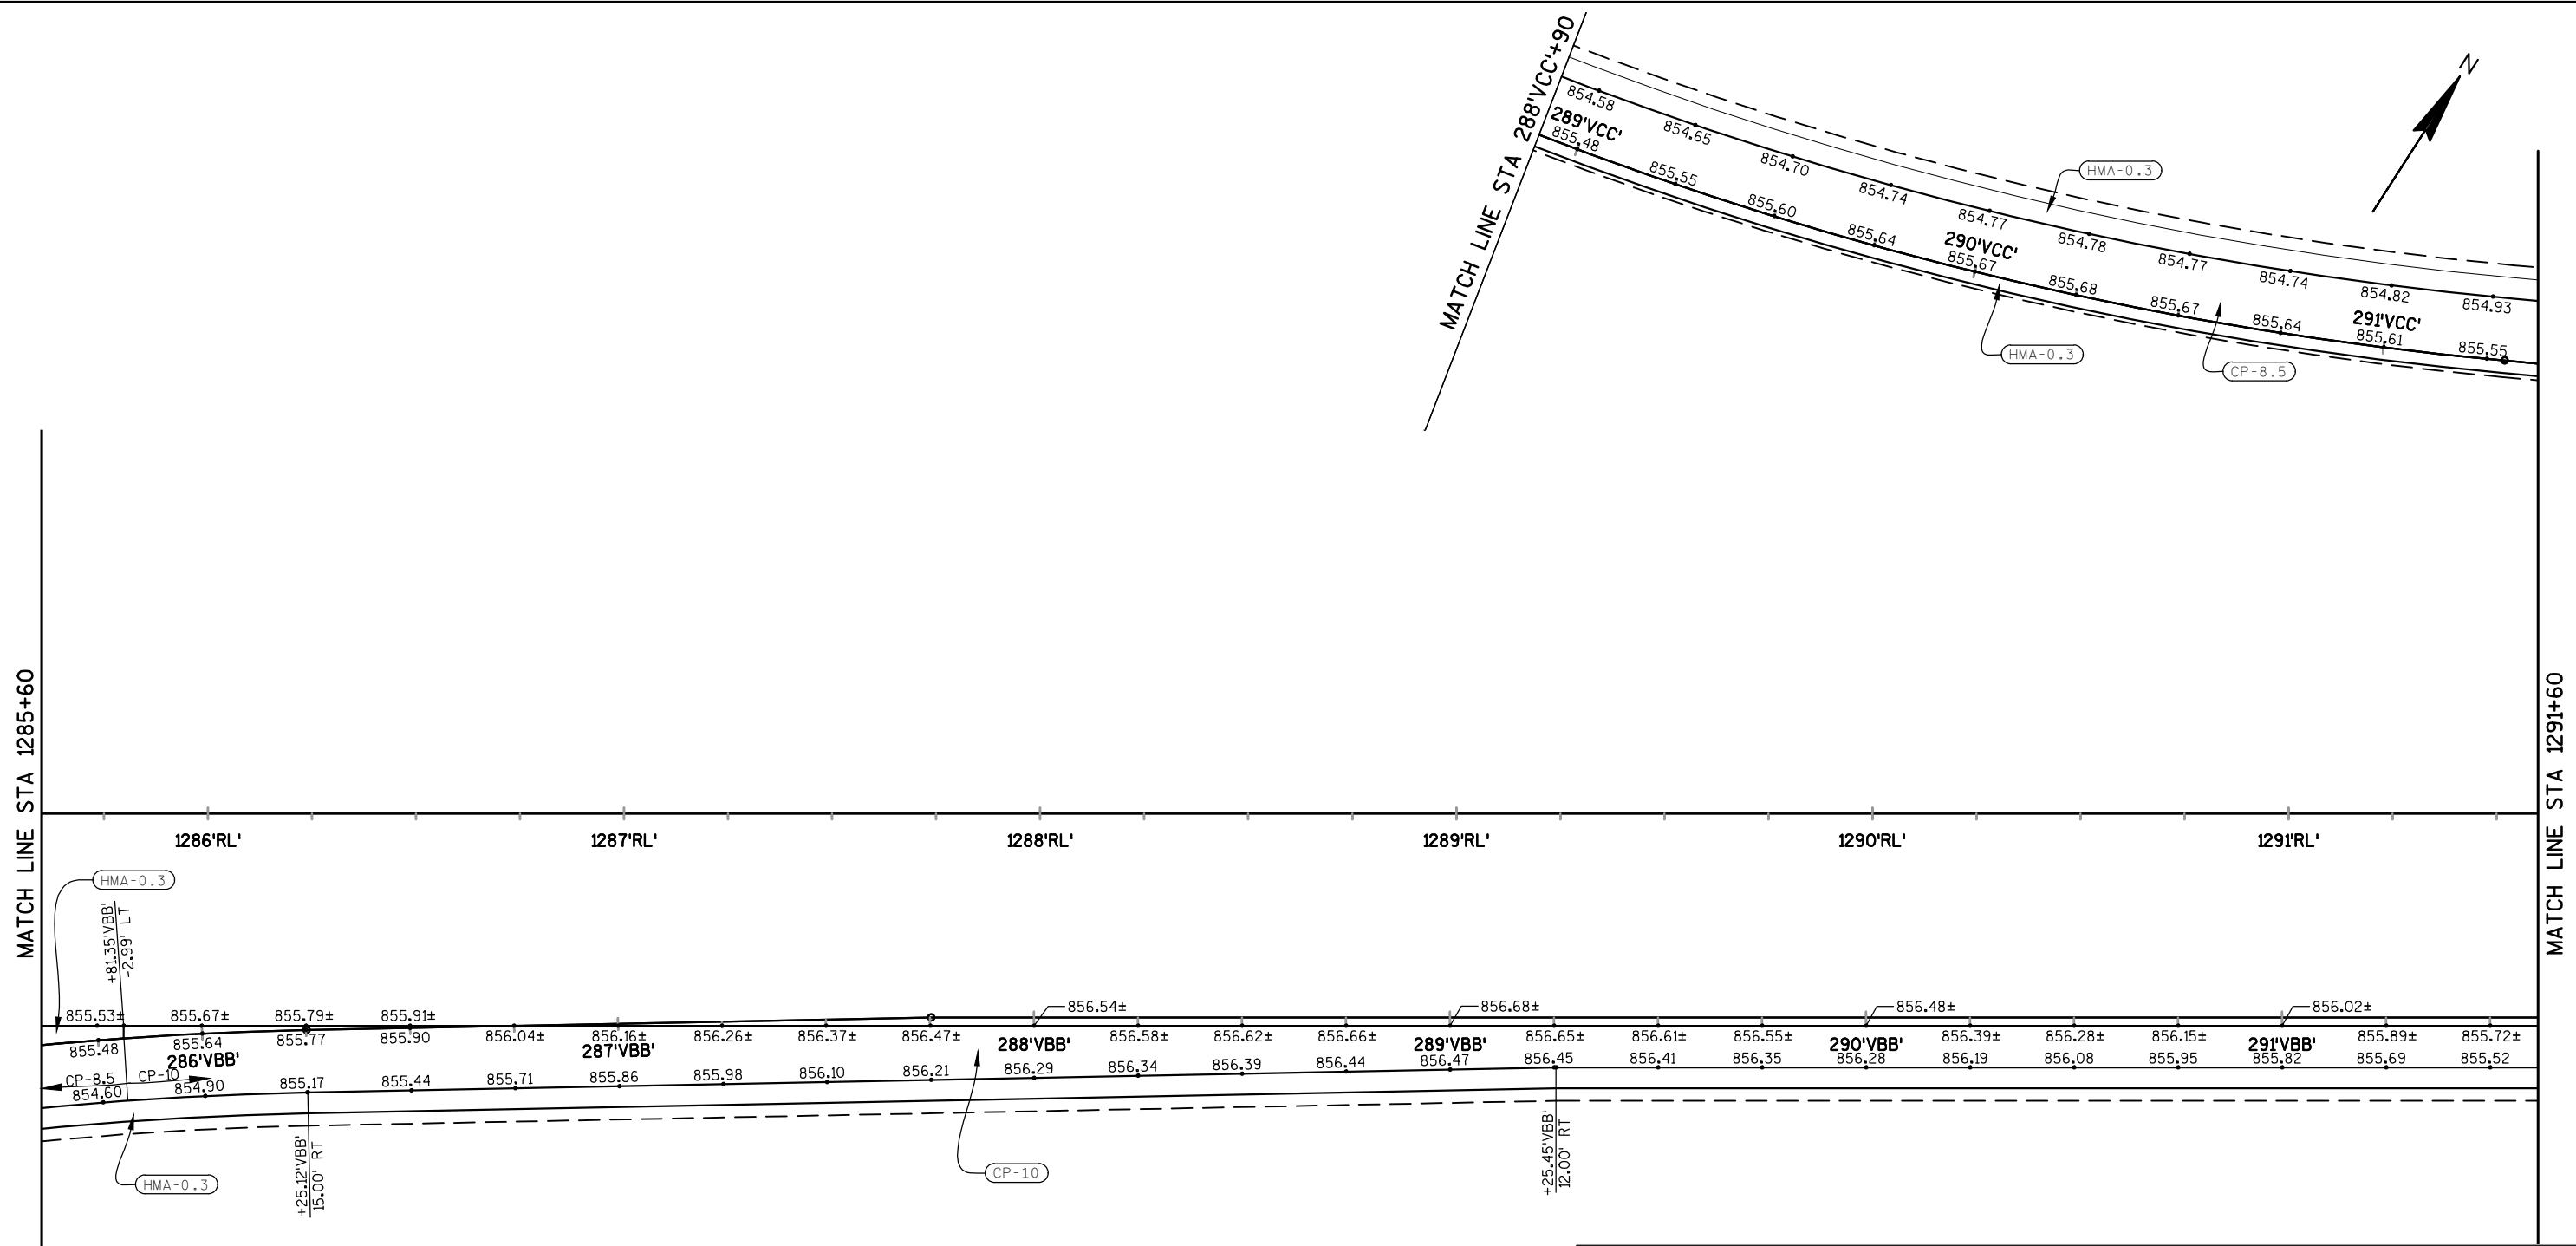 MATCH LINE STA 288'VCC'+90
N
854.58
854.65
854.70
854.74
854.77
854.78
854.77
854.74
854.82
854.93
289'VCC'
290'VCC'
291'VCC'
855.48
855.55
855.60
855.64
855.67
855.68
855.67
855.64
855.61
855.55
HMA-0.3
HMA-0.3
CP-8.5
MATCH LINE STA 1285+60
MATCH LINE STA 1291+60
1286'RL' 1287'RL' 1288'RL' 1289'RL' 1290'RL' 1291'RL'
HMA-0.3
+81.35'VBB'
-2.99' LT
856.54± 856.68± 856.48± 856.02±
855.53± 855.67± 855.79± 855.91±
855.48 855.64 855.77 855.90 856.04± 856.16± 856.26± 856.37± 856.47± 856.58± 856.62± 856.66± 856.65± 856.61± 856.55± 856.39± 856.28± 856.15± 855.89± 855.72±
286'VBB' 287'VBB' 288'VBB' 289'VBB' 290'VBB' 291'VBB'
CP-8.5 CP-10
854.60 854.90 855.17 855.44 855.71 855.86 855.98 856.10 856.21 856.29 856.34 856.39 856.44 856.47 856.45 856.41 856.35 856.28 856.19 856.08 855.95 855.82 855.69 855.52
HMA-0.3
+25.12'VBB'
15.00' RT
CP-10
+25.45'VBB'
12.00' RT